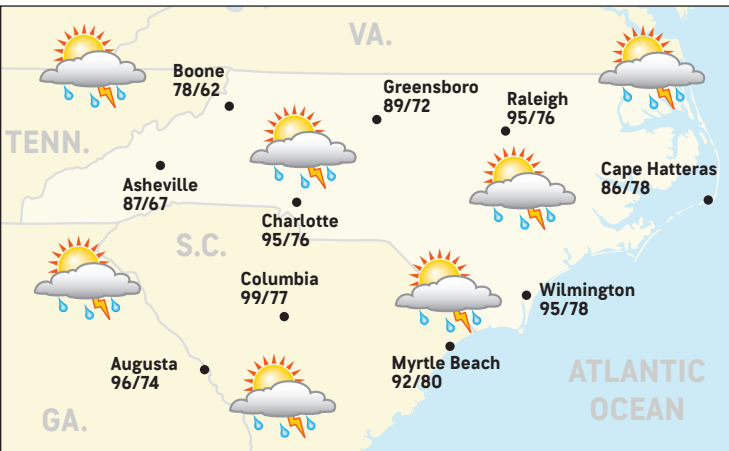 VA.
Boone
78/62
Greensboro
89/72
Raleigh
95/76
TENN.
Asheville
87/67
Cape Hatteras
86/78
Charlotte
95/76
S.C.
Columbia
99/77
Wilmington
95/78
Augusta
96/74
Myrtle Beach
92/80
ATLANTIC
OCEAN
GA.